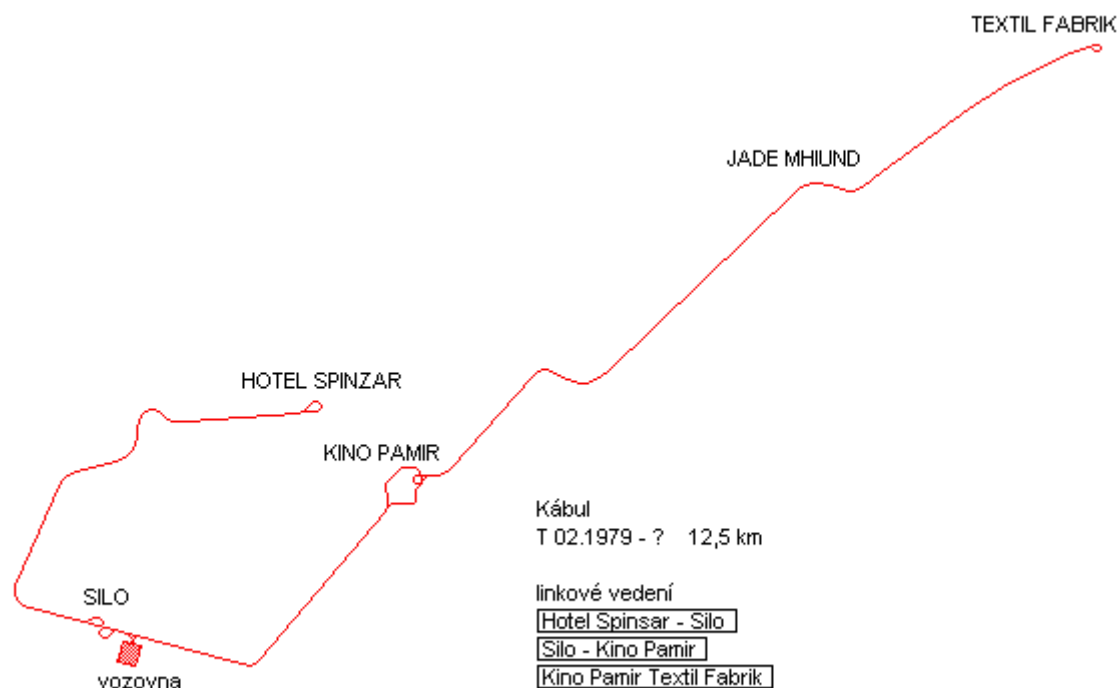 TEXTIL FABRIK
JADE MHIUND
HOTEL SPINZAR
KINO PAMIR
Kábul
T 02.1979 - ? 12,5 km
linkové vedení
SILO
Hotel Spinsar - Silo
Silo - Kino Pamir
Kino Pamir Textil Fabrik
vozovna